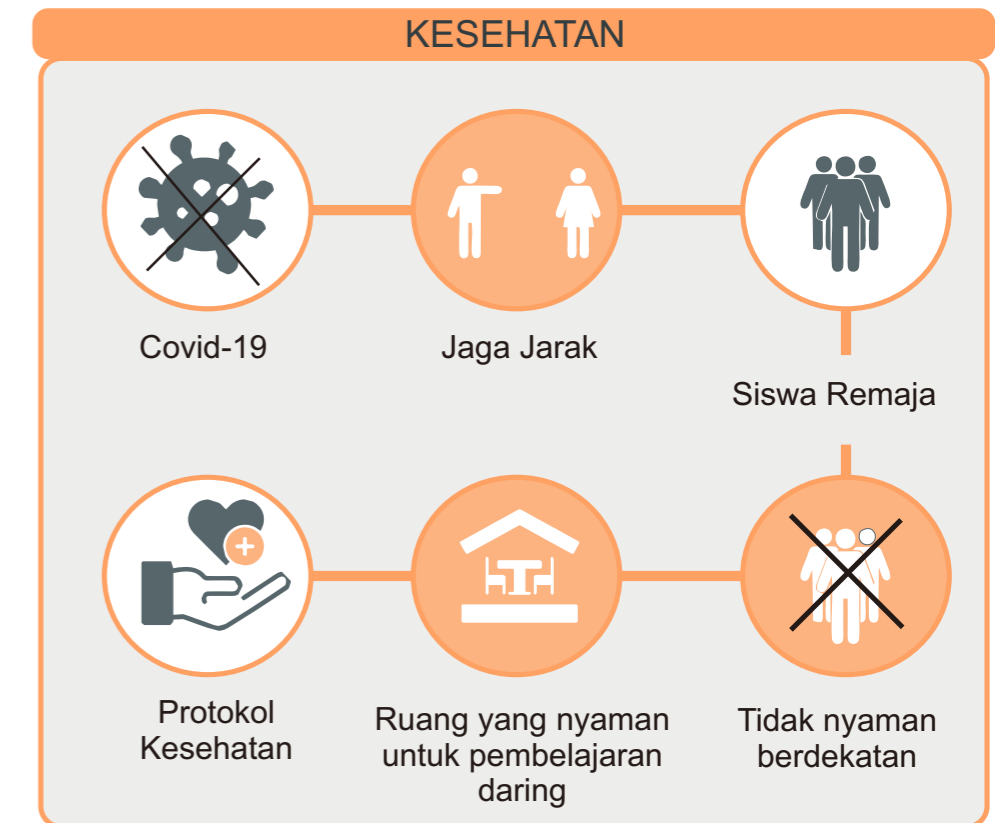 KESEHATAN
Covid-19
Jaga Jarak
Siswa Remaja
Protokol
Kesehatan
Ruang yang nyaman
untuk pembelajaran
daring
Tidak nyaman
berdekatan